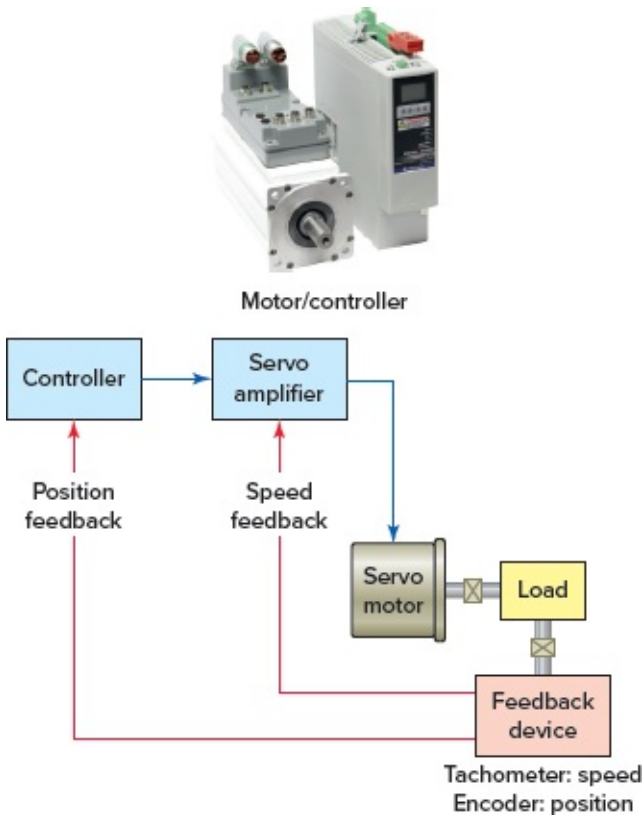 Motor/controller
Controller
Servo
amplifier
Position
feedback
Speed
feedback
Servo
motor
Load
Feedback
device
Tachometer: speed
Encoder: position